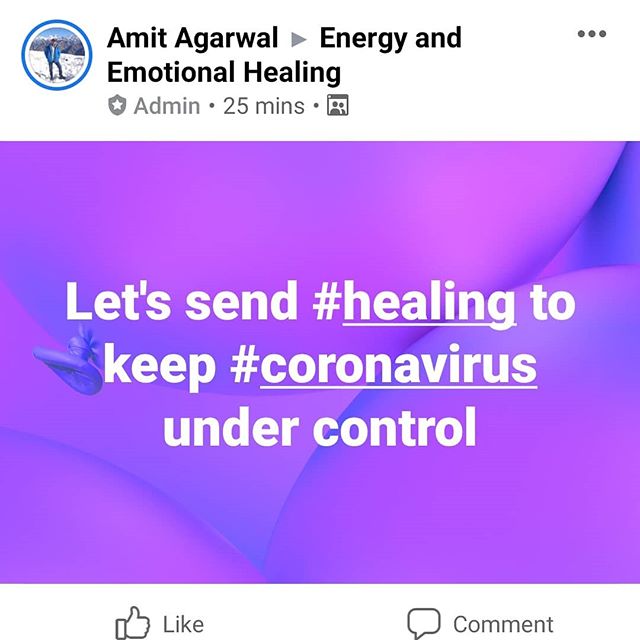 Amit Agarwal ▸ Energy and
Emotional Healing
Admin • 25 mins •
Let's send #healing to
keep #coronavirus
under control
Like
Comment